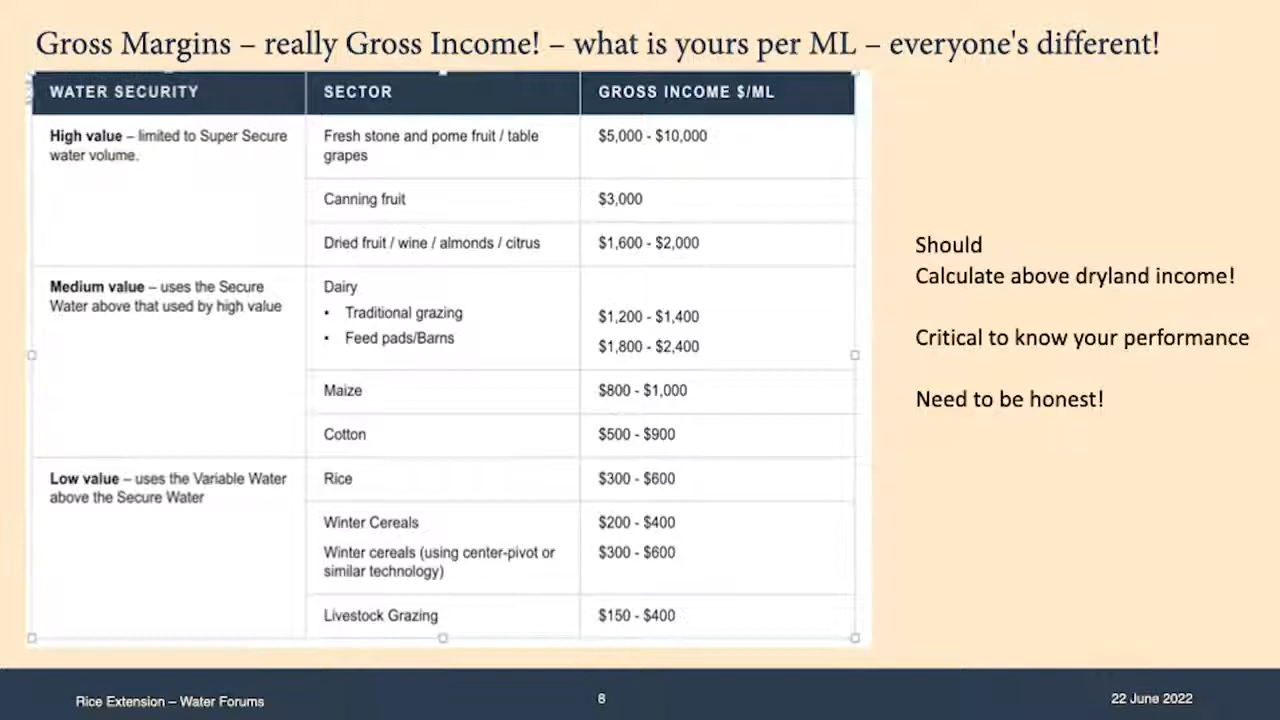 Gross Margins – really Gross Income! – what is yours per ML – everyone's different!
WATER SECURITY
SECTOR
GROSS INCOME $/ML
High value – limited to Super Secure
water volume.
Fresh stone and pome fruit / table
grapes
$5,000 - $10,000
Canning fruit
$3,000
Dried fruit / wine / almonds / citrus
$1,600 - $2,000
Medium value – uses the Secure
Water above that used by high value
Dairy
• Traditional grazing
$1,200 - $1,400
• Feed pads/Barns
$1,800 - $2,400
Maize
$800 - $1,000
Cotton
$500 - $900
Low value – uses the Variable Water
above the Secure Water
Rice
$300 - $600
Winter Cereals
$200 - $400
Winter cereals (using center-pivot or
similar technology)
$300 - $600
Livestock Grazing
$150 - $400
Should
Calculate above dryland income!
Critical to know your performance
Need to be honest!
Rice Extension – Water Forums
6
22 June 2022